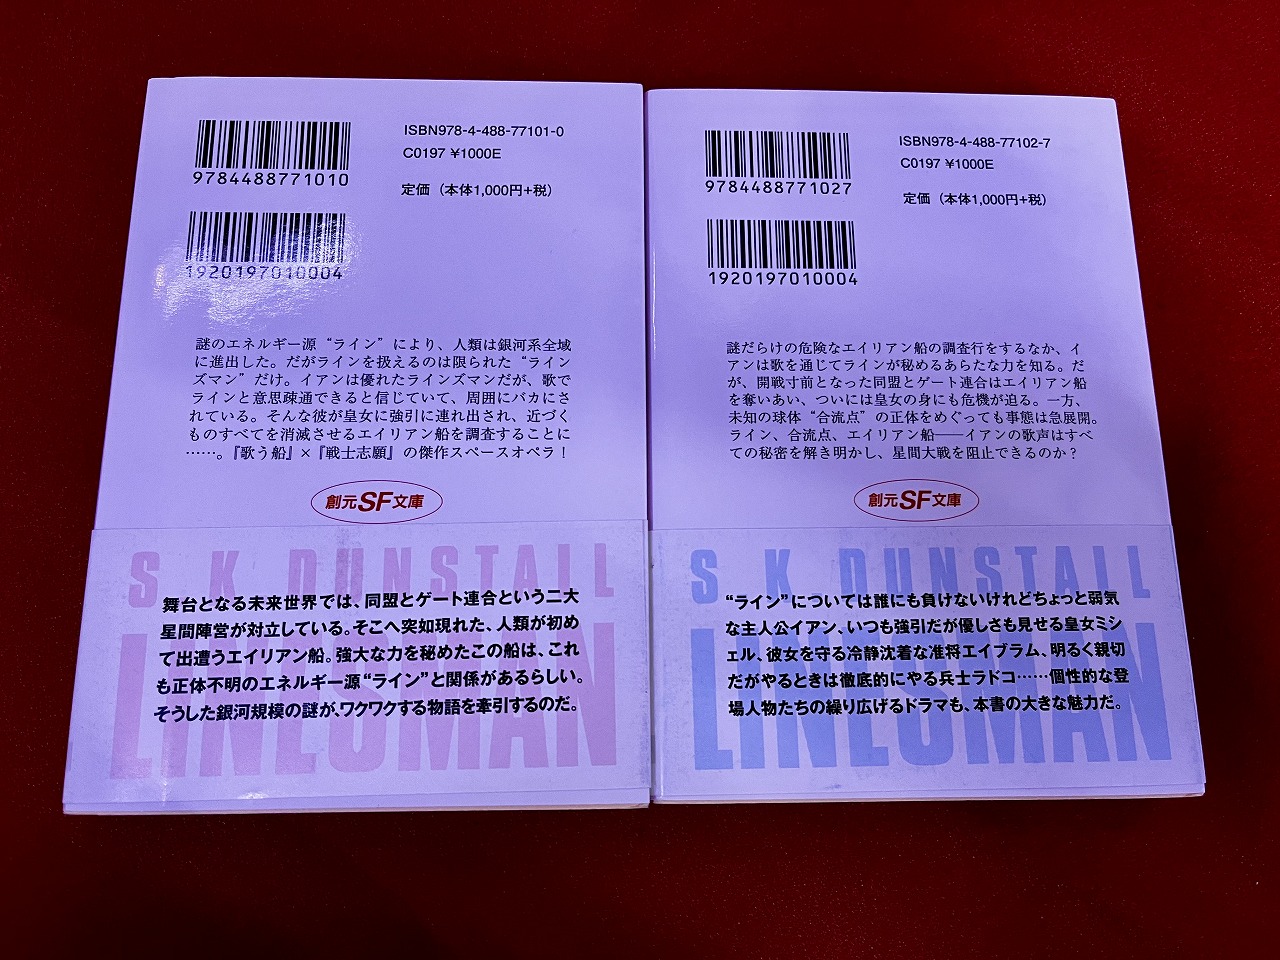 ISBN978-4-488-77101-0
C0197 ¥1000E
定価（本体1,000円+税）
9784488771010
1920197010004
謎のエネルギー源“ライン”により、人類は銀河系全域
に進出した。だがラインを扱えるのは限られた“ライン
ズマン”だけ。イアンは優れたラインズマンだが、歌で
ラインと意思疎通できると信じていて、周囲にバカにさ
れている。そんな彼が皇女に強引に連れ出され、近づく
ものすべてを消滅させるエイリアン船を調査することに
……。『歌う船』×『戦士志願』の傑作スペースオペラ！
創元SF文庫
S K DUNSTALL
LINESMAN
舞台となる未来世界では、同盟とゲート連合という二大
星間陣営が対立している。そこへ突如現れた、人類が初め
て出遭うエイリアン船。強大な力を秘めたこの船は、これ
も正体不明のエネルギー源“ライン”と関係があるらしい。
そうした銀河規模の謎が、ワクワクする物語を牽引するのだ。
ISBN978-4-488-77102-7
C0197 ¥1000E
定価（本体1,000円+税）
9784488771027
1920197010004
謎だらけの危険なエイリアン船の調査行をするなか、イ
アンは歌を通じてラインが秘めるあらたな力を知る。だ
が、開戦寸前となった同盟とゲート連合はエイリアン船
を奪いあい、ついには皇女の身にも危機が迫る。一方、
未知の球体“合流点”の正体をめぐっても事態は急展開。
ライン、合流点、エイリアン船――イアンの歌声はすべ
ての秘密を解き明かし、星間大戦を阻止できるのか？
創元SF文庫
S K DUNSTALL
LINESMAN
“ライン”については誰にも負けないけれどちょっと弱気
な主人公イアン、いつも強引だが優しさも見せる皇女ミシ
ェル、彼女を守る冷静沈着な准将エイブラム、明るく親切
だがやるときは徹底的にやる兵士ラドコ……個性的な登
場人物たちの繰り広げるドラマも、本書の大きな魅力だ。